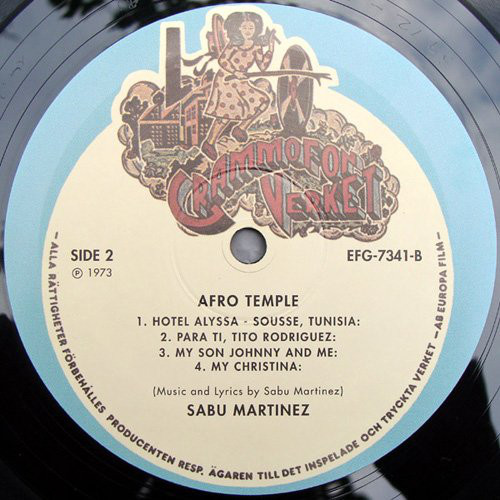 GRAMMOFON
VERKET
SIDE 2
℗ 1973
EFG-7341-B
AFRO TEMPLE
1. HOTEL ALYSSA - SOUSSE, TUNISIA:
2. PARA TI, TITO RODRIGUEZ:
3. MY SON JOHNNY AND ME:
4. MY CHRISTINA:
(Music and Lyrics by Sabu Martinez)
SABU MARTINEZ
– ALLA RÄTTIGHETER FÖRBEHÅLLES PRODUCENTEN RESP. ÄGAREN TILL DET INSPELADE OCH TRYCKTA VERKET – AB EUROPA FILM –